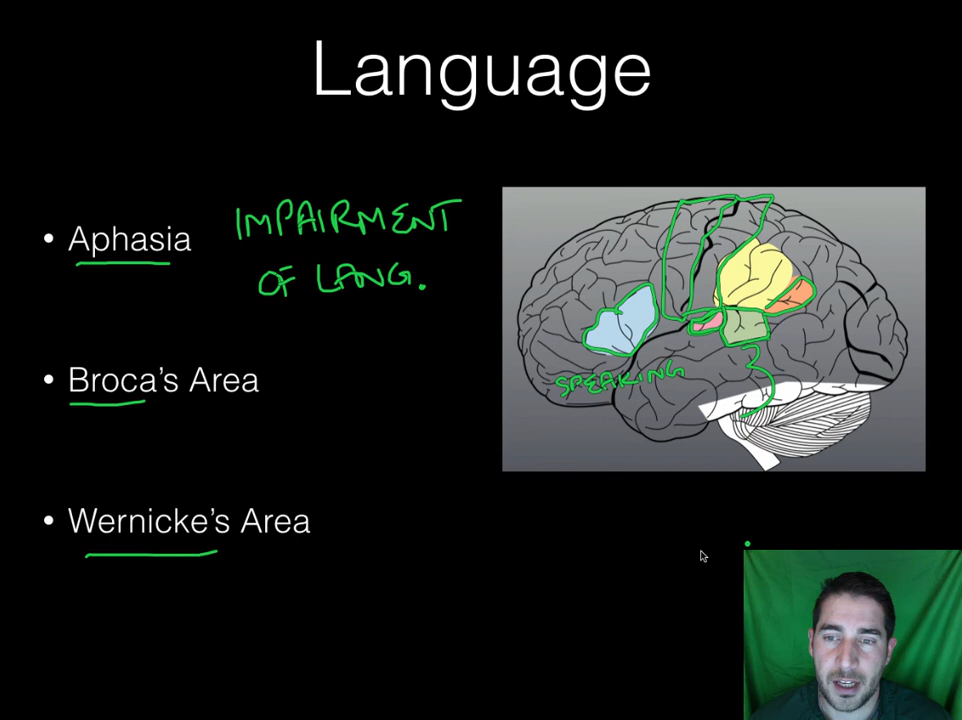 Language
• Aphasia
IMPAIRMENT
OF LANG.
• Broca's Area
SPEAKING
• Wernicke's Area